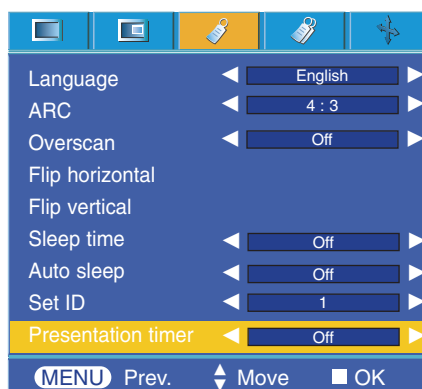 Language English
ARC 4 : 3
Overscan Off
Flip horizontal
Flip vertical
Sleep time Off
Auto sleep Off
Set ID 1
Presentation timer Off
MENU Prev. Move OK